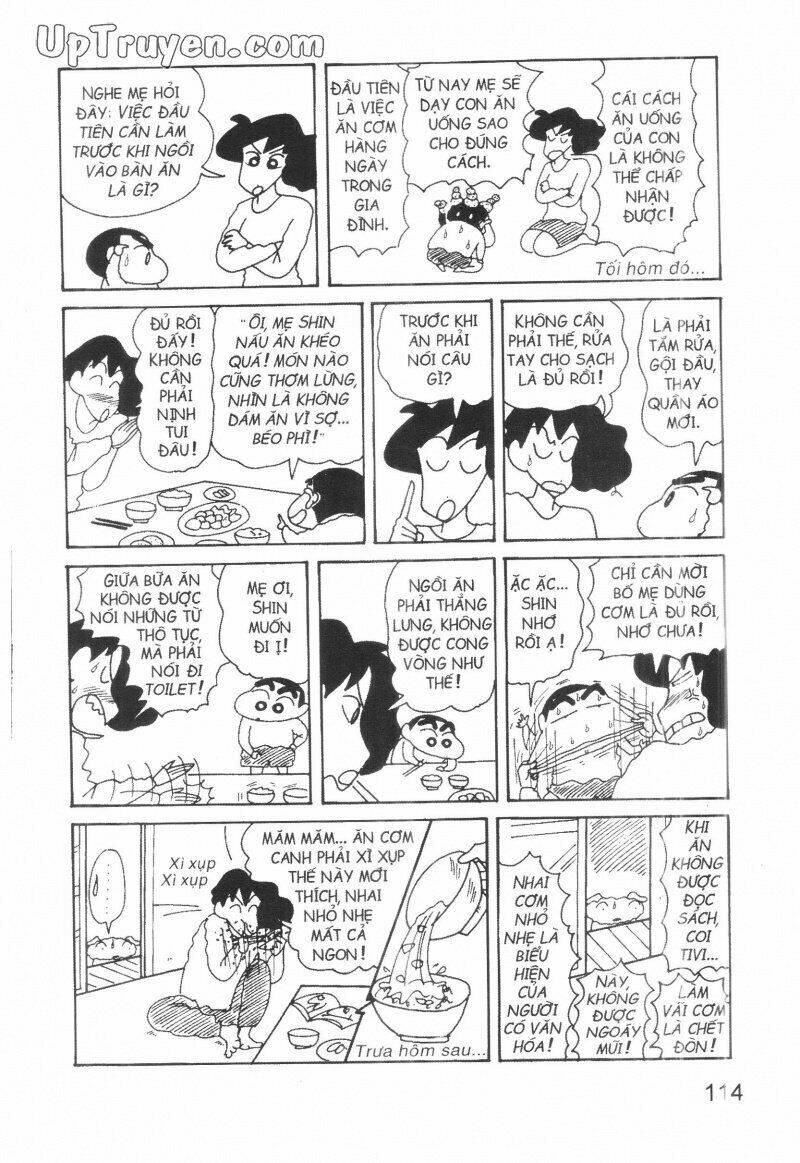 UpTruyen.com
CÁI CÁCH
ĂN UỐNG
CỦA CON
LÀ KHÔNG
THỂ CHẤP
NHẬN
ĐƯỢC!
TỪ NAY MẸ SẼ
DẠY CON ĂN
UỐNG SAO
CHO ĐÚNG
CÁCH.
ĐẦU TIÊN
LÀ VIỆC
ĂN CƠM
HÀNG
NGÀY
TRONG
GIA
ĐÌNH.
Tối hôm đó...
NGHE MẸ HỎI
ĐÂY: VIỆC ĐẦU
TIÊN CẦN LÀM
TRƯỚC KHI NGỒI
VÀO BÀN ĂN
LÀ GÌ?
LÀ PHẢI
TẮM RỬA,
GỘI ĐẦU,
THAY
QUẦN ÁO
MỚI.
KHÔNG CẦN
PHẢI THẾ, RỬA
TAY CHO SẠCH
LÀ ĐỦ RỒI!
TRƯỚC KHI
ĂN PHẢI
NÓI CÂU
GÌ?
"ÔI, MẸ SHIN
NẤU ĂN KHÉO
QUÁ! MÓN NÀO
CŨNG THƠM LỪNG,
NHÌN LÀ KHÔNG
DÁM ĂN VÌ SỢ...
BÉO PHÌ!"
ĐỦ RỒI
ĐẤY!
KHÔNG
CẦN
PHẢI
NỊNH
TUI
ĐÂU!
CHỈ CẦN MỜI
BỐ MẸ DÙNG
CƠM LÀ ĐỦ RỒI,
NHỚ CHƯA!
ẶC ẶC...
SHIN
NHỚ
RỒI Ạ!
NGỒI ĂN
PHẢI THẲNG
LƯNG, KHÔNG
ĐƯỢC CONG
VÒNG NHƯ
THẾ!
MẸ ƠI,
SHIN
MUỐN
ĐI Ị!
GIỮA BỮA ĂN
KHÔNG ĐƯỢC
NÓI NHỮNG TỪ
THÔ TỤC,
MÀ PHẢI
NÓI ĐI
TOILET!
KHI
ĂN
KHÔNG
ĐƯỢC
ĐỌC
SÁCH,
COI
TIVI...
LÀM
VÃI CƠM
LÀ CHẾT
ĐÒN!
NÀY,
KHÔNG
ĐƯỢC
NGOÁY
MŨI!
NHAI
CƠM
NHỎ
NHẸ LÀ
BIỂU
HIỆN
CỦA
NGƯỜI
CÓ VĂN
HÓA!
Trưa hôm sau...
MĂM MĂM... ĂN CƠM
CANH PHẢI XÌ XỤP
THẾ NÀY MỚI
THÍCH, NHAI
NHỎ NHẸ
MẤT CẢ
NGON!
Xì xụp
Xì xụp
114